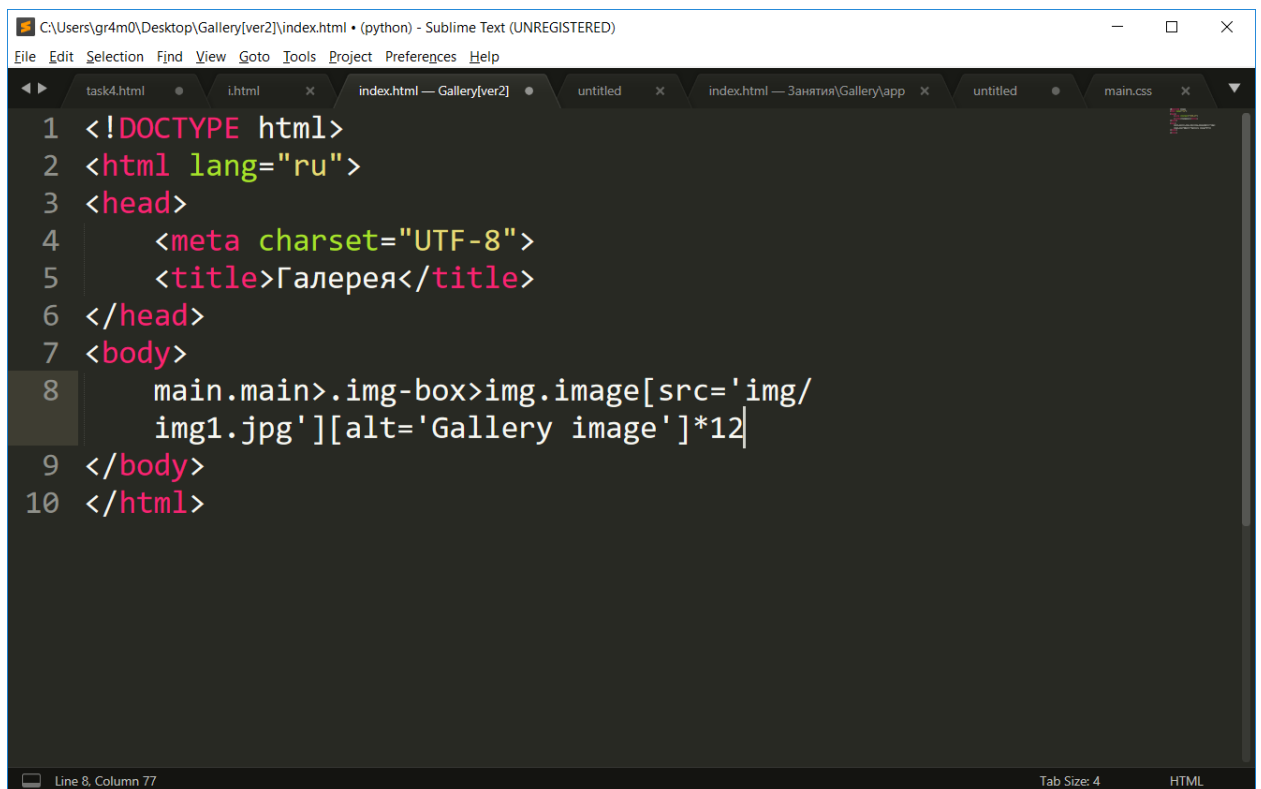 C:\Users\gr4m0\Desktop\Gallery[ver2]\index.html • (python) - Sublime Text (UNREGISTERED)
File Edit Selection Find View Goto Tools Project Preferences Help
task4.html i.html index.html — Gallery[ver2] untitled index.html — Занятия\Gallery\app untitled main.css
1 <!DOCTYPE html>
2 <html lang="ru">
3 <head>
4 <meta charset="UTF-8">
5 <title>Галерея</title>
6 </head>
7 <body>
8 main.main>.img-box>img.image[src='img/
img1.jpg'][alt='Gallery image']*12
9 </body>
10 </html>
Line 8, Column 77 Tab Size: 4 HTML